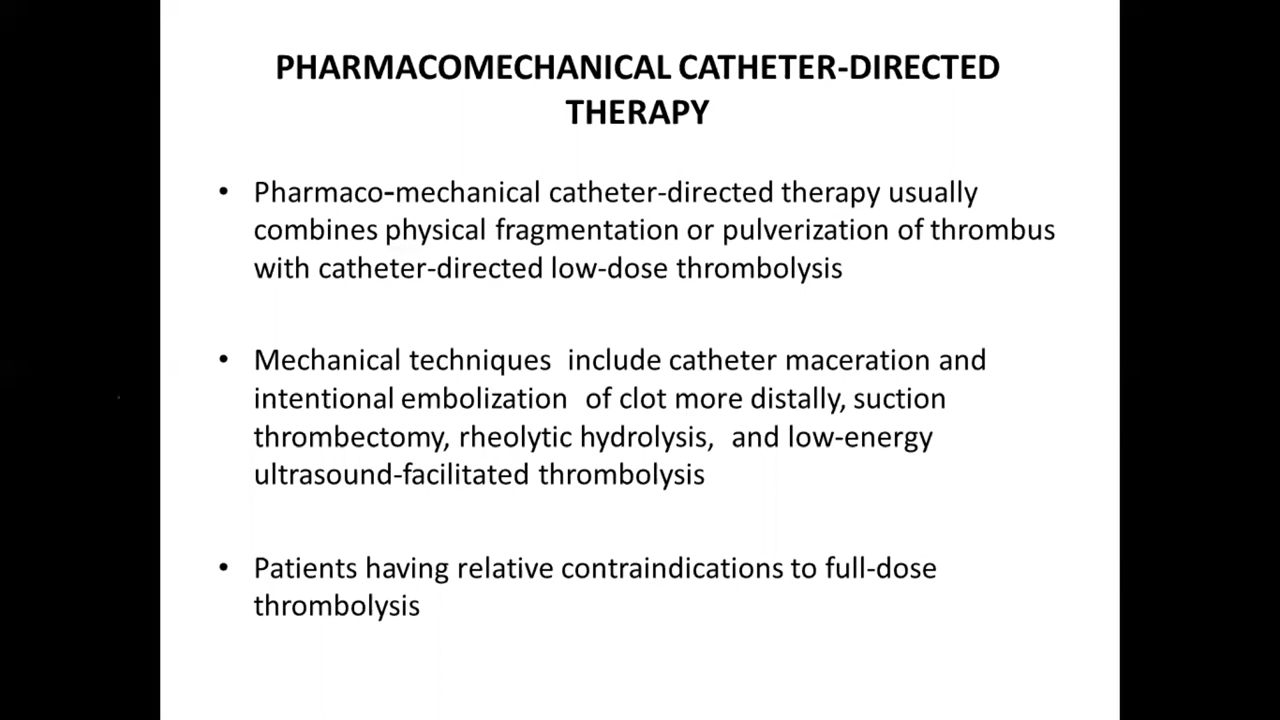 PHARMACOMECHANICAL CATHETER-DIRECTED
THERAPY
• Pharmaco-mechanical catheter-directed therapy usually
combines physical fragmentation or pulverization of thrombus
with catheter-directed low-dose thrombolysis
• Mechanical techniques include catheter maceration and
intentional embolization of clot more distally, suction
thrombectomy, rheolytic hydrolysis, and low-energy
ultrasound-facilitated thrombolysis
• Patients having relative contraindications to full-dose
thrombolysis